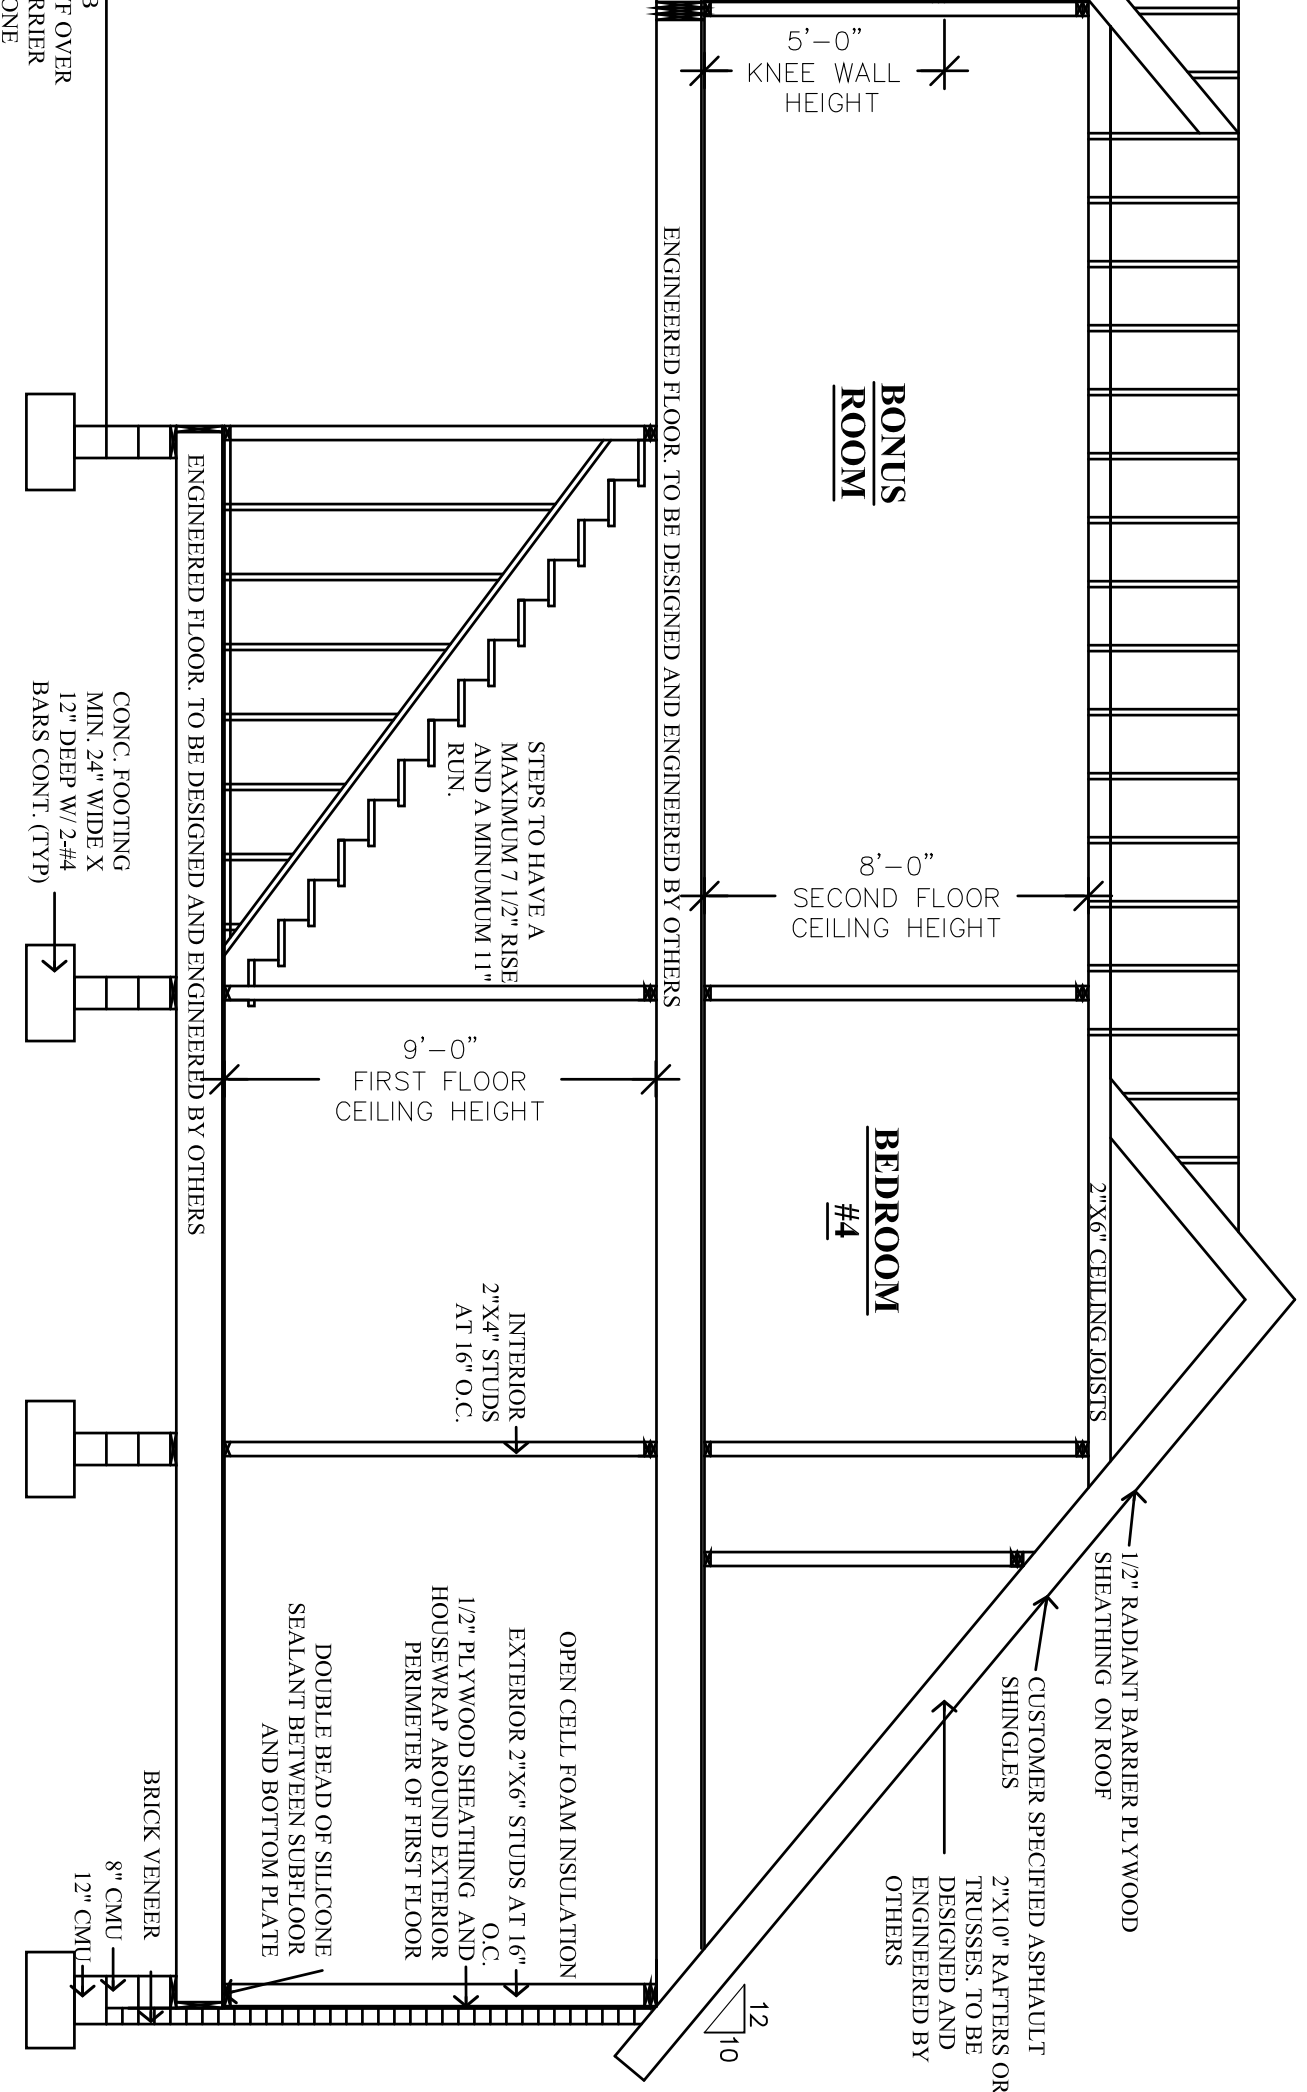 5'-0"
KNEE WALL
HEIGHT
BONUS
ROOM
8'-0"
SECOND FLOOR
CEILING HEIGHT
BEDROOM
#4
2"X6" CEILING JOISTS
1/2" RADIANT BARRIER PLYWOOD
SHEATHING ON ROOF
CUSTOMER SPECIFIED ASPHAULT
SHINGLES
2"X10" RAFTERS OR
TRUSSES. TO BE
DESIGNED AND
ENGINEERED BY
OTHERS
12
10
ENGINEERED FLOOR. TO BE DESIGNED AND ENGINEERED BY OTHERS
STEPS TO HAVE A
MAXIMUM 7 1/2" RISE
AND A MINUMUM 11"
RUN.
9'-0"
FIRST FLOOR
CEILING HEIGHT
INTERIOR
2"X4" STUDS
AT 16" O.C.
OPEN CELL FOAM INSULATION
EXTERIOR 2"X6" STUDS AT 16"
O.C.
1/2" PLYWOOD SHEATHING AND
HOUSEWRAP AROUND EXTERIOR
PERIMETER OF FIRST FLOOR
DOUBLE BEAD OF SILICONE
SEALANT BETWEEN SUBFLOOR
AND BOTTOM PLATE
ENGINEERED FLOOR. TO BE DESIGNED AND ENGINEERED BY OTHERS
CONC. FOOTING
MIN. 24" WIDE X
12" DEEP W/ 2-#4
BARS CONT. (TYP)
BRICK VENEER
8" CMU
12" CMU
B
F OVER
RRIER
ONE